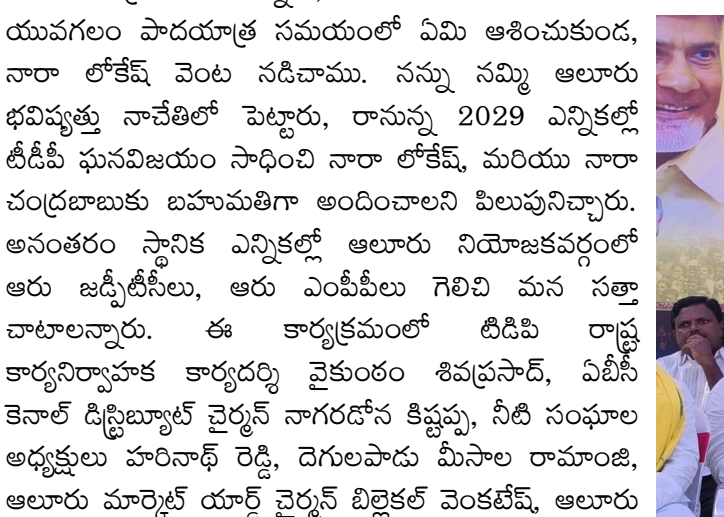 యువగలం పాదయాత్ర సమయంలో ఏమి ఆశించుకుండ,
నారా లోకేష్ వెంట నడిచాము. నన్ను నమ్మి ఆలూరు
భవిష్యత్తు నాచేతిలో పెట్టారు, రానున్న 2029 ఎన్నికల్లో
టీడీపీ ఘనవిజయం సాధించి నారా లోకేష్, మరియు నారా
చంద్రబాబుకు బహుమతిగా అందించాలని పిలుపునిచ్చారు.
అనంతరం స్థానిక ఎన్నికల్లో ఆలూరు నియోజకవర్గంలో
ఆరు జడ్పీటీసీలు, ఆరు ఎంపీపీలు గెలిచి మన సత్తా
చాటాలన్నారు. ఈ కార్యక్రమంలో టిడిపి రాష్ట్ర
కార్యనిర్వాహక కార్యదర్శి వైకుంఠం శివప్రసాద్, ఏబీసీ
కెనాల్ డిస్ట్రిబ్యూట్ చైర్మన్ నాగరడోన కిష్టప్ప, నీటి సంఘాల
అధ్యక్షులు హరినాథ్ రెడ్డి, దెగులపాడు మీసాల రామాంజి,
ఆలూరు మార్కెట్ యార్డ్ చైర్మన్ బిల్లెకల్ వెంకటేష్, ఆలూరు